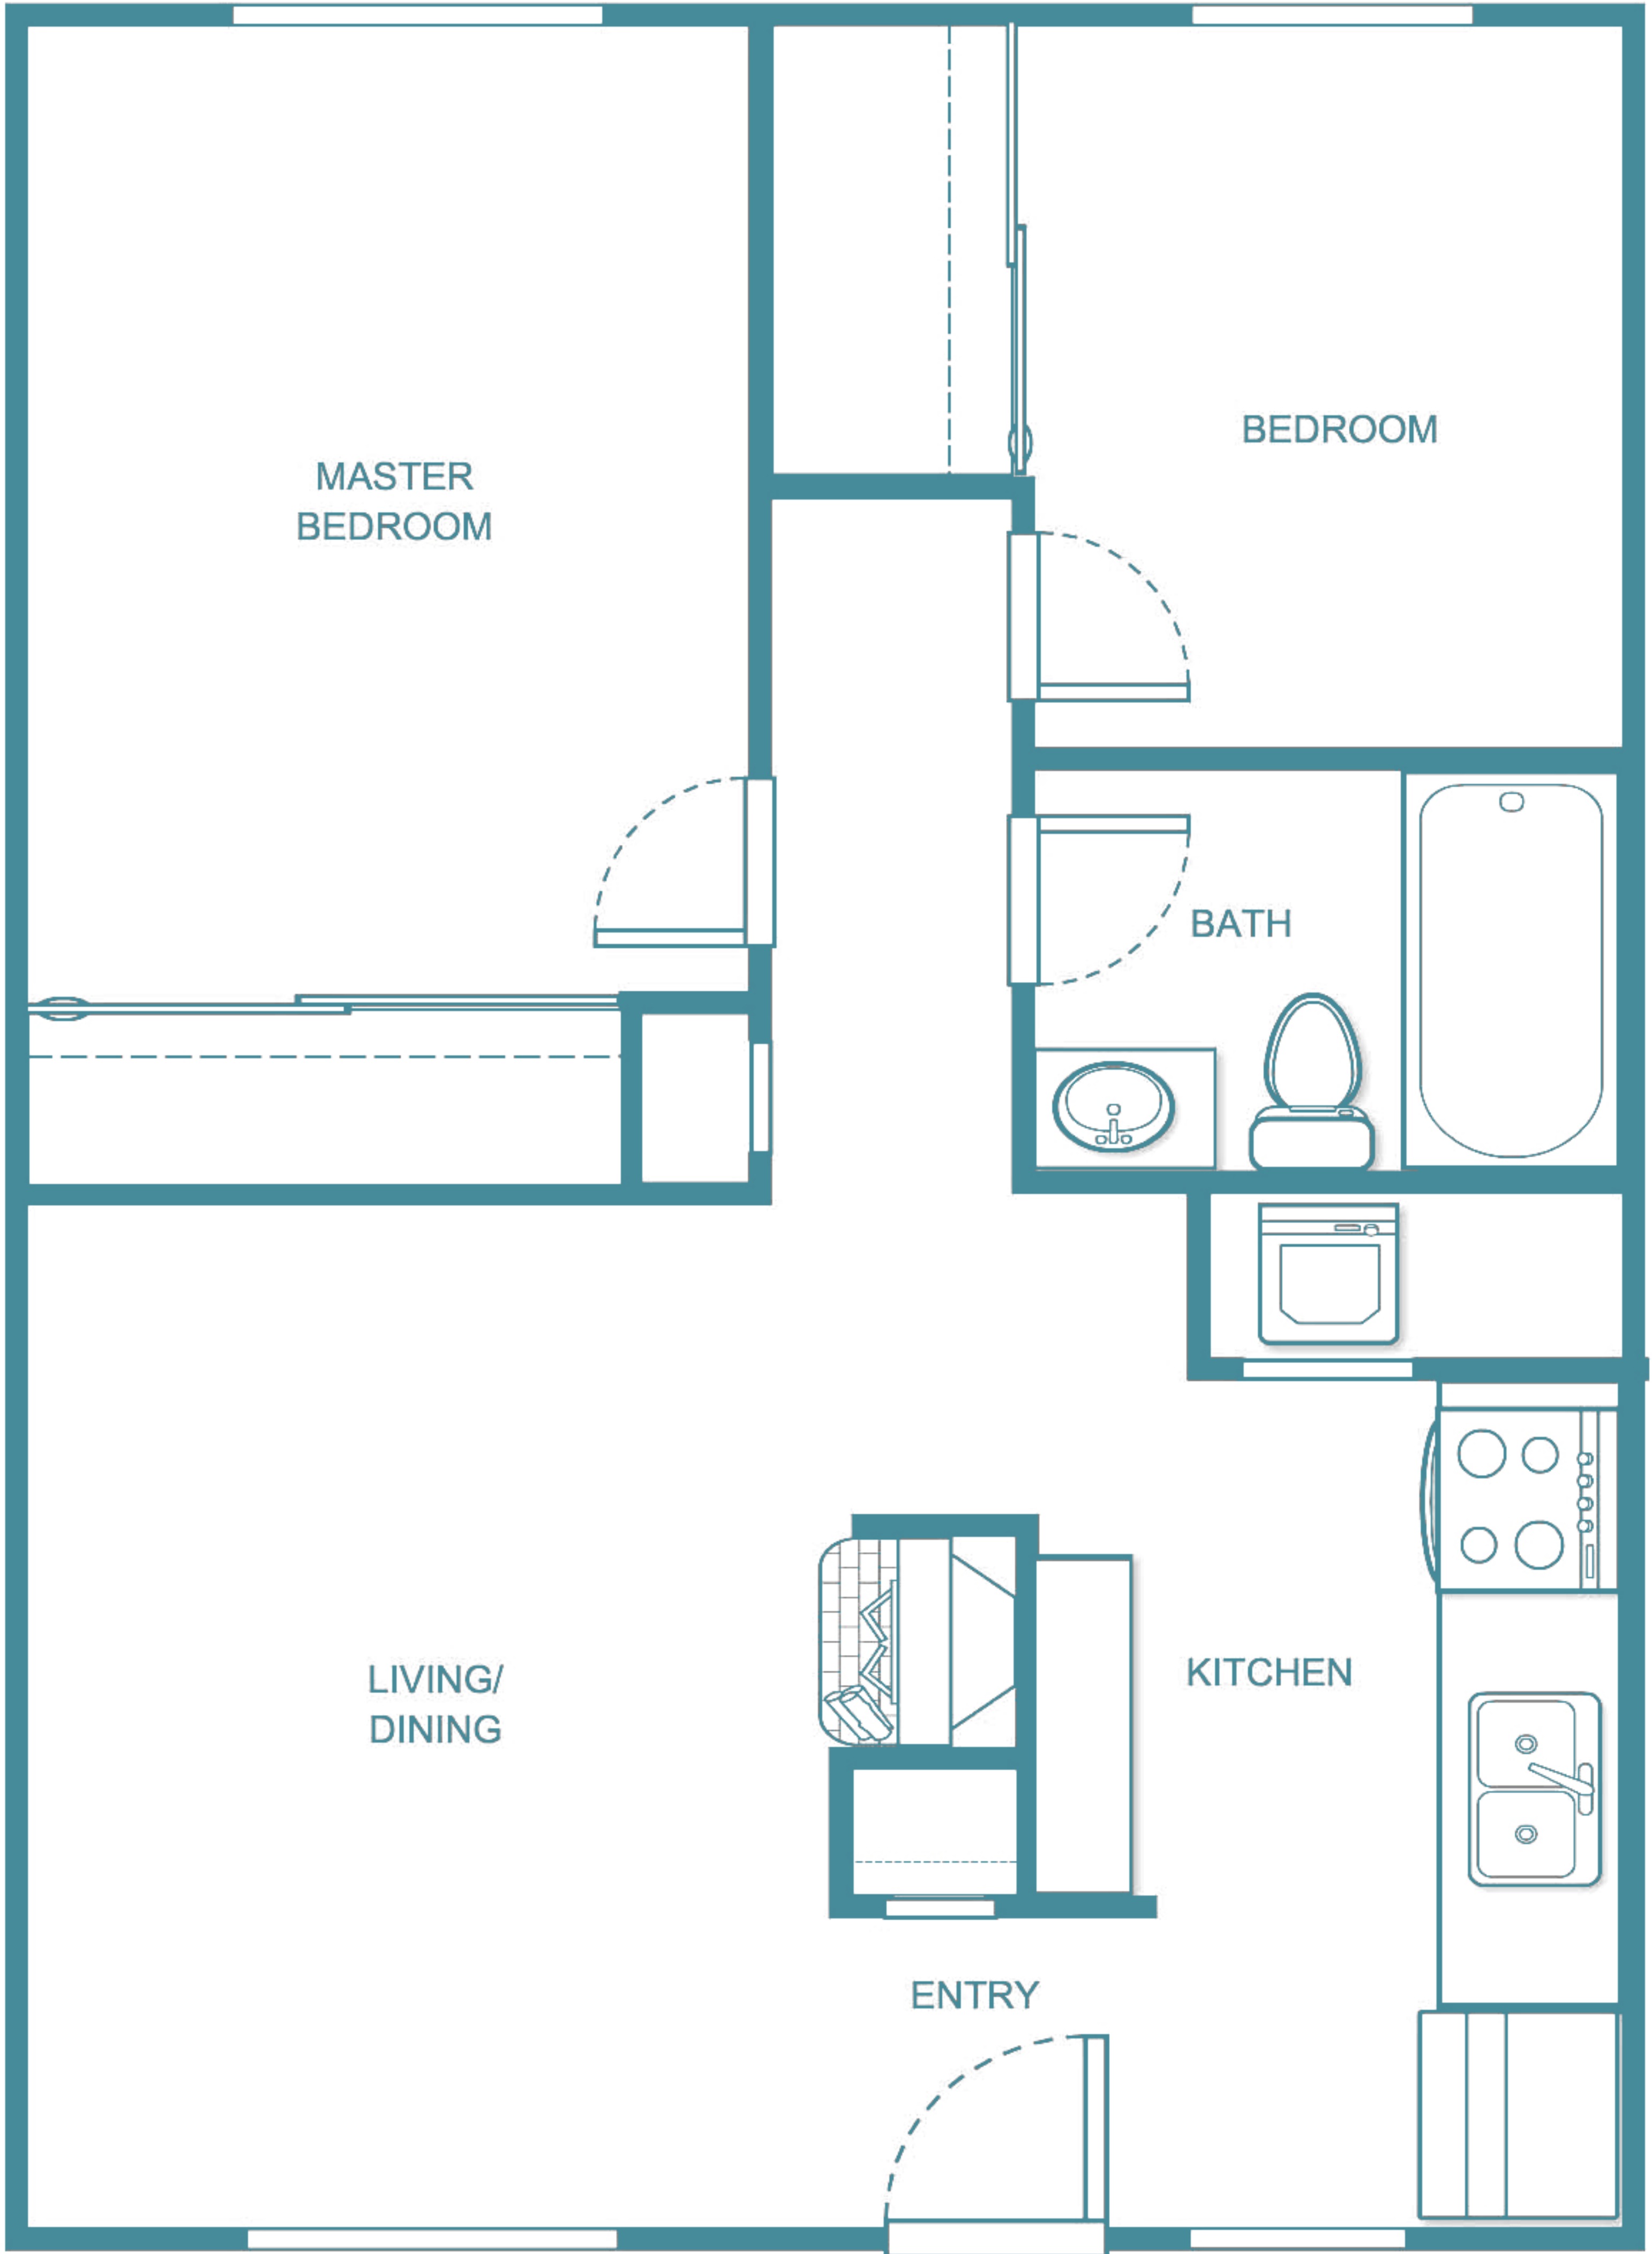 BEDROOM
MASTER
BEDROOM
BATH
LIVING/
DINING
KITCHEN
ENTRY